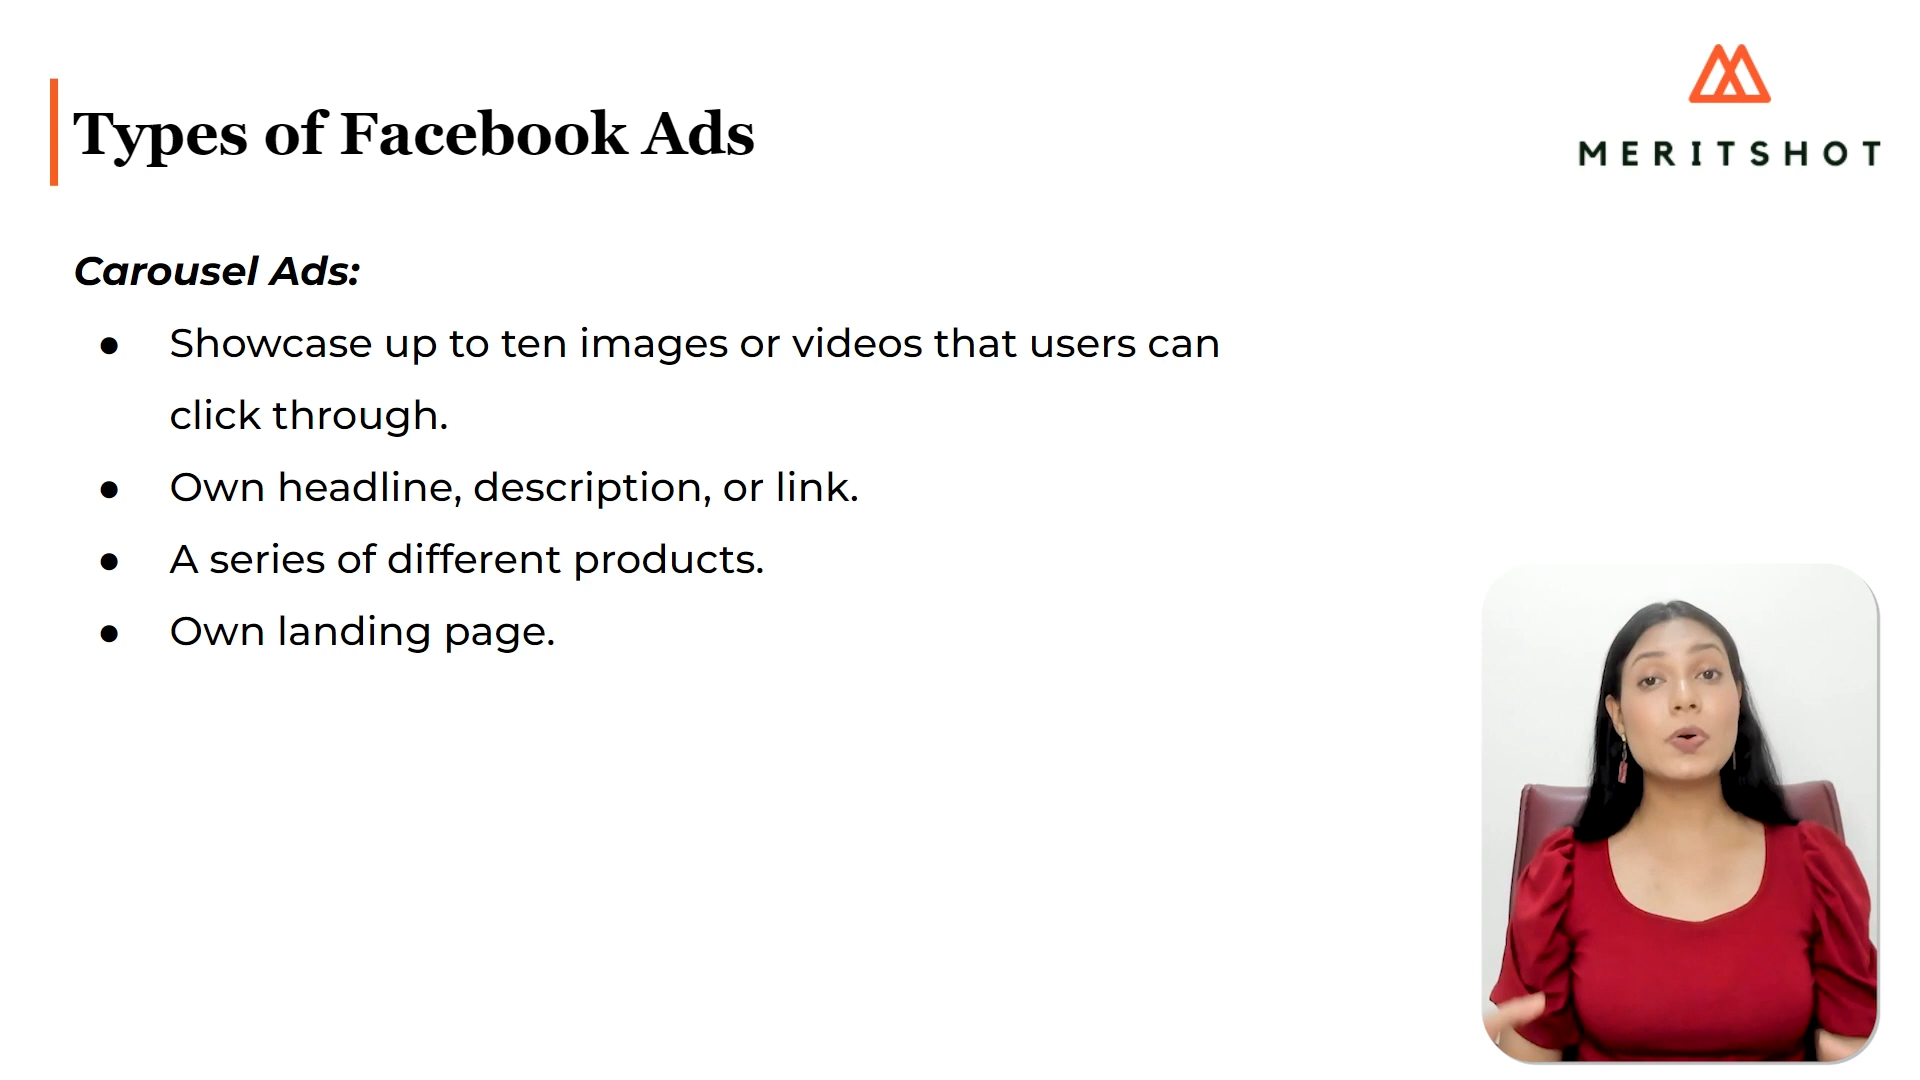 Types of Facebook Ads
MERITSHOT
Carousel Ads:
● Showcase up to ten images or videos that users can
click through.
● Own headline, description, or link.
● A series of different products.
● Own landing page.